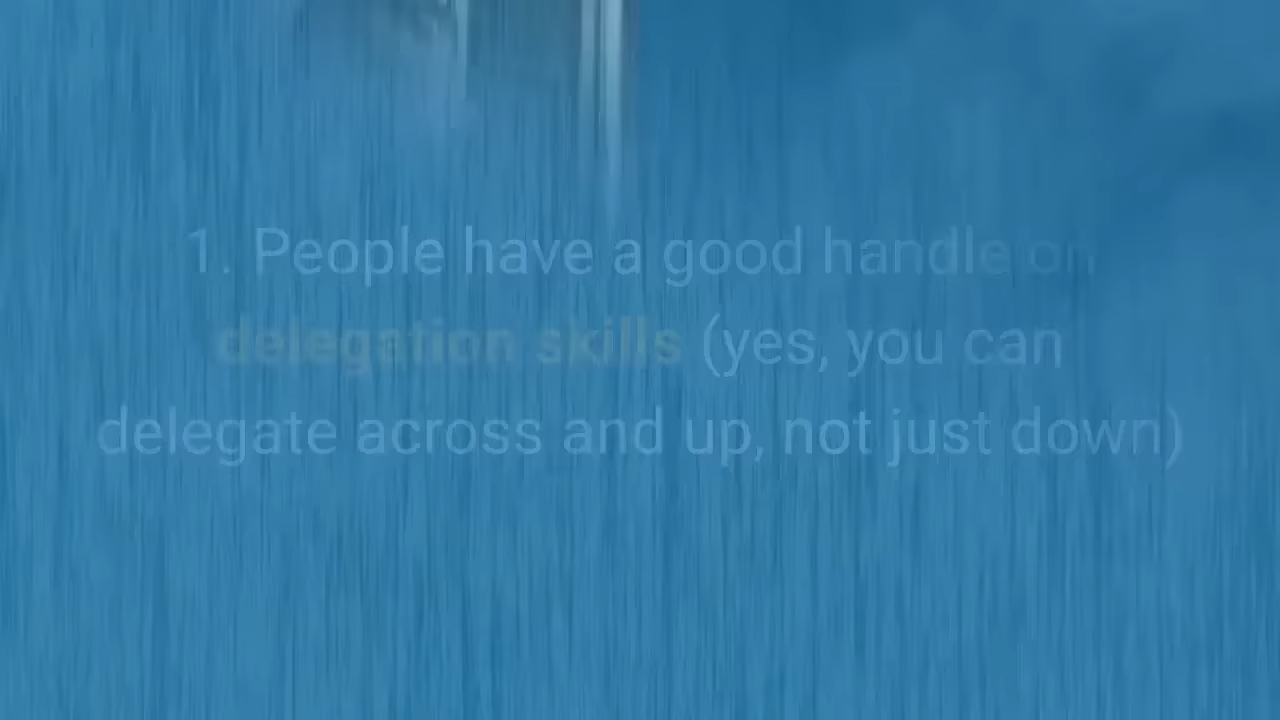 1. People have a good handle on
delegation skills (yes, you can
delegate across and up, not just down)